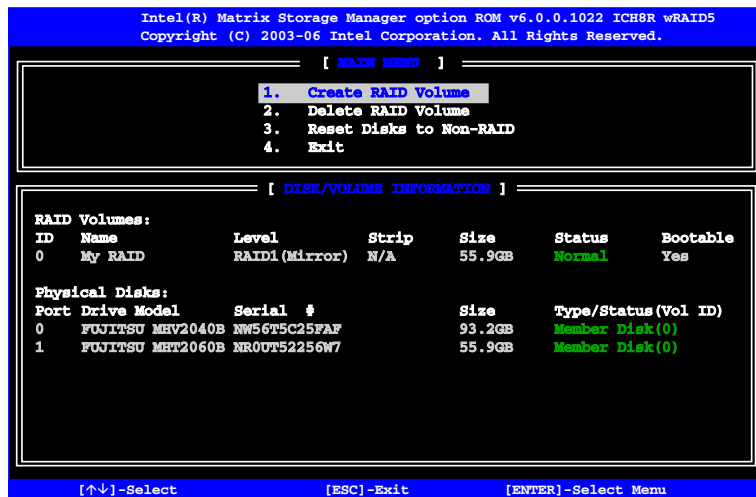 Intel(R) Matrix Storage Manager option ROM v6.0.0.1022 ICH8R wRAID5
Copyright (C) 2003-06 Intel Corporation. All Rights Reserved.
[ MAIN MENU ]
1. Create RAID Volume
2. Delete RAID Volume
3. Reset Disks to Non-RAID
4. Exit
[ DISK/VOLUME INFORMATION ]
RAID Volumes:
ID Name Level Strip Size Status Bootable
0 My RAID RAID1(Mirror) N/A 55.9GB Normal Yes
Physical Disks:
Port Drive Model Serial # Size Type/Status(Vol ID)
0 FUJITSU MHV2040B NW56T5C25FAF 93.2GB Member Disk(0)
1 FUJITSU MHT2060B NR0UT52256W7 55.9GB Member Disk(0)
[↑↓]-Select [ESC]-Exit [ENTER]-Select Menu